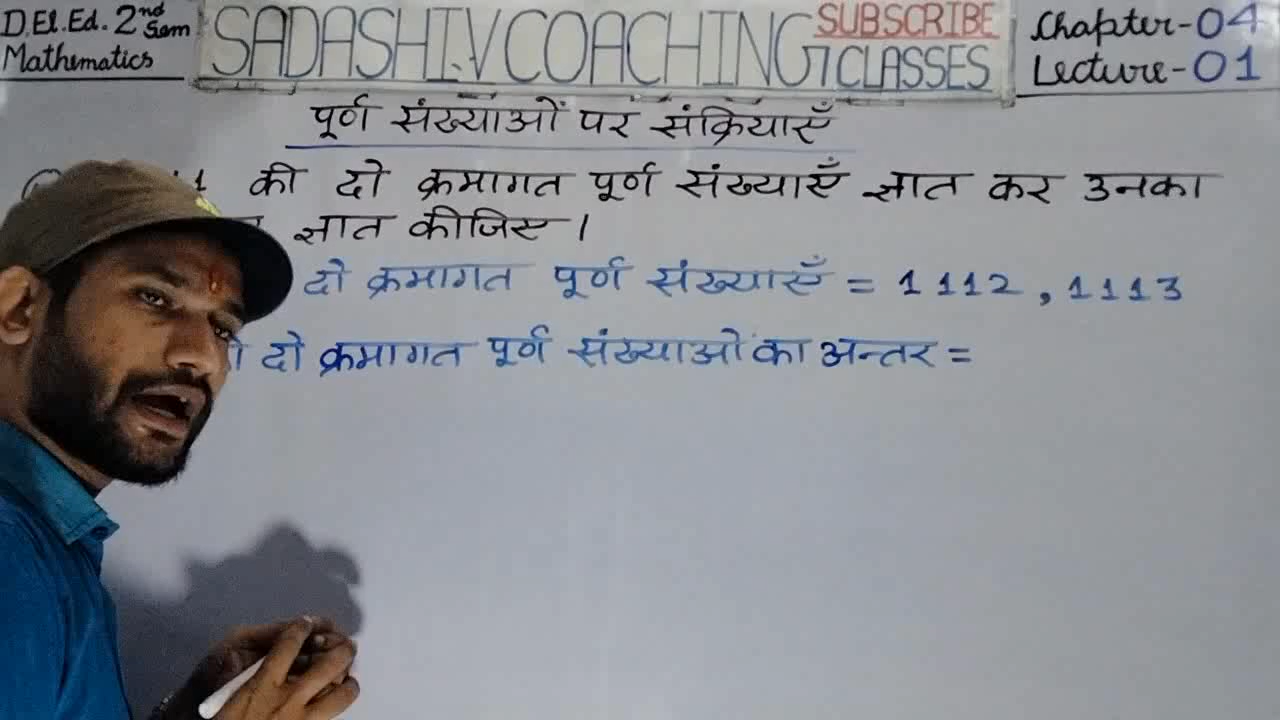 D.El.Ed. 2nd Sem
Mathematics
SADASHIV COACHING CLASSES
SUBSCRIBE
Chapter-04
Lecture-01
पूर्ण संख्याओं पर संक्रियाएँ
की दो क्रमागत पूर्ण संख्याएँ ज्ञात कर उनका
ज्ञात कीजिए।
दो क्रमागत पूर्ण संख्याएँ = 1112, 1113
दो क्रमागत पूर्ण संख्याओं का अन्तर =